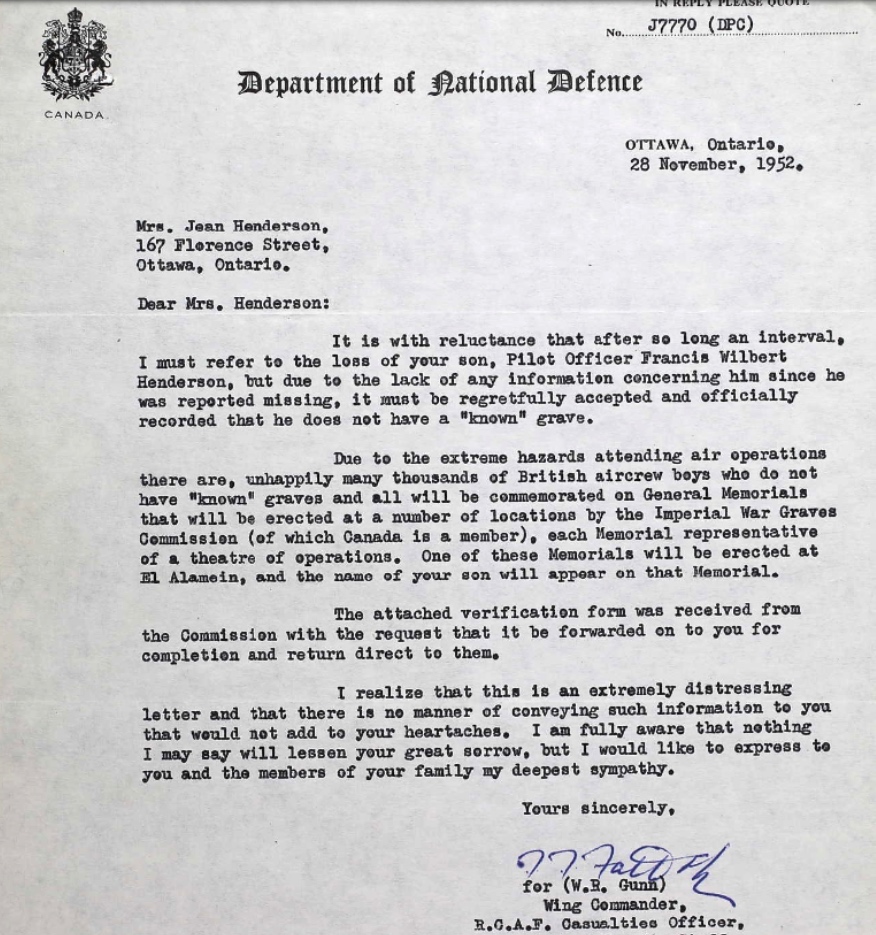 IN REPLY PLEASE QUOTE
No. J7770 (DPC)
CANADA.
Department of National Defence
OTTAWA, Ontario,
28 November, 1952.
Mrs. Jean Henderson,
167 Florence Street,
Ottawa, Ontario.
Dear Mrs. Henderson:
It is with reluctance that after so long an interval,
I must refer to the loss of your son, Pilot Officer Francis Wilbert
Henderson, but due to the lack of any information concerning him since he
was reported missing, it must be regretfully accepted and officially
recorded that he does not have a "known" grave.
Due to the extreme hazards attending air operations
there are, unhappily many thousands of British aircrew boys who do not
have "known" graves and all will be commemorated on General Memorials
that will be erected at a number of locations by the Imperial War Graves
Commission (of which Canada is a member), each Memorial representative
of a theatre of operations. One of these Memorials will be erected at
El Alamein, and the name of your son will appear on that Memorial.
The attached verification form was received from
the Commission with the request that it be forwarded on to you for
completion and return direct to them.
I realize that this is an extremely distressing
letter and that there is no manner of conveying such information to you
that would not add to your heartaches. I am fully aware that nothing
I may say will lessen your great sorrow, but I would like to express to
you and the members of your family my deepest sympathy.
Yours sincerely,
for (W.R. Gunn)
Wing Commander,
R.C.A.F. Casualties Officer,